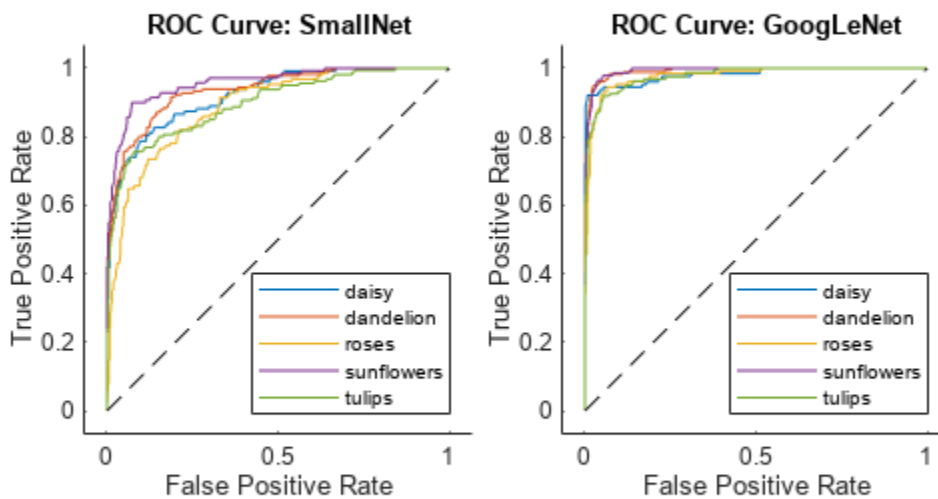 ROC Curve: SmallNet
True Positive Rate
1
0.8
0.6
0.4
0.2
0
0
0.5
1
False Positive Rate
daisy
dandelion
roses
sunflowers
tulips
ROC Curve: GoogLeNet
True Positive Rate
1
0.8
0.6
0.4
0.2
0
0
0.5
1
False Positive Rate
daisy
dandelion
roses
sunflowers
tulips